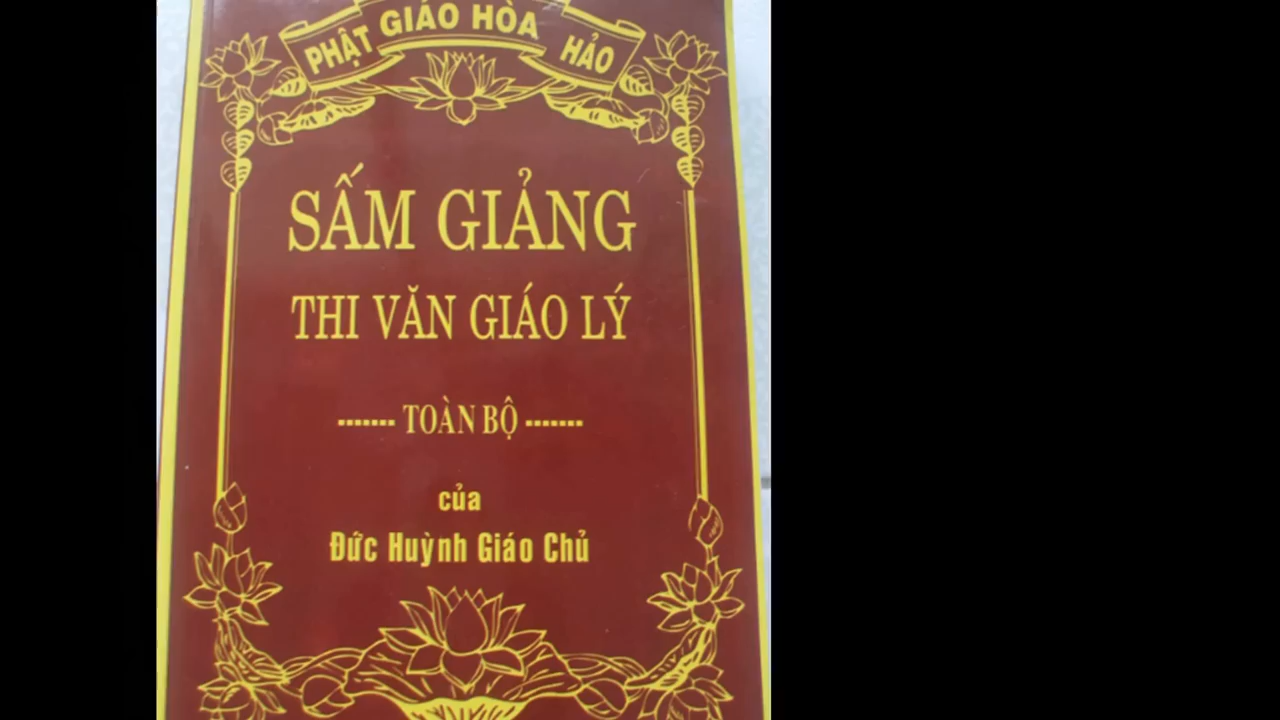 PHẬT GIÁO HÒA HẢO
SẤM GIẢNG
THI VĂN GIÁO LÝ
------- TOÀN BỘ -------
của
Đức Huỳnh Giáo Chủ